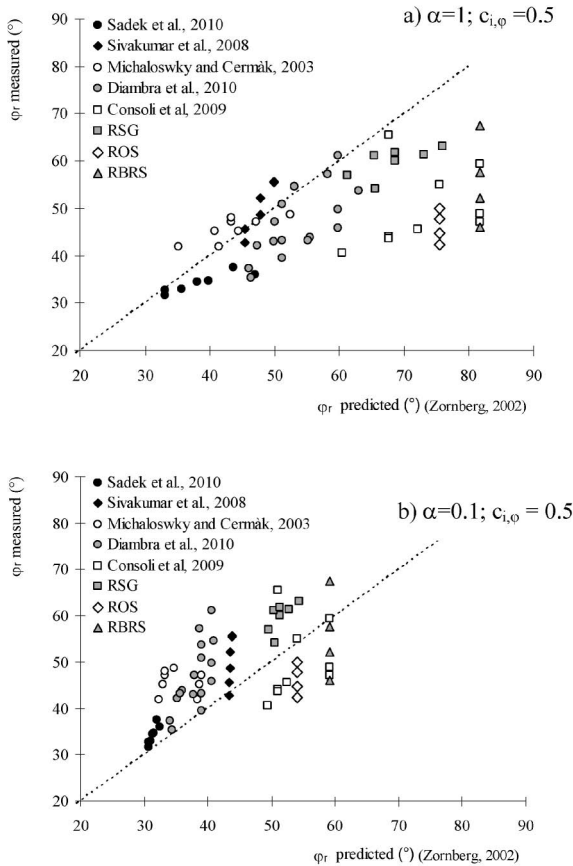 a) α=1; ci,φ =0.5
φr measured (°)
90
80
70
60
50
40
30
20
Sadek et al., 2010
Sivakumar et al., 2008
Michaloswky and Cermàk, 2003
Diambra et al., 2010
Consoli et al, 2009
RSG
ROS
RBRS
20 30 40 50 60 70 80 90
φr predicted (°) (Zornberg, 2002)
b) α=0.1; ci,φ = 0.5
φr measured (°)
90
80
70
60
50
40
30
20
Sadek et al., 2010
Sivakumar et al., 2008
Michaloswky and Cermàk, 2003
Diambra et al., 2010
Consoli et al, 2009
RSG
ROS
RBRS
20 30 40 50 60 70 80 90
φr predicted (°) (Zornberg, 2002)